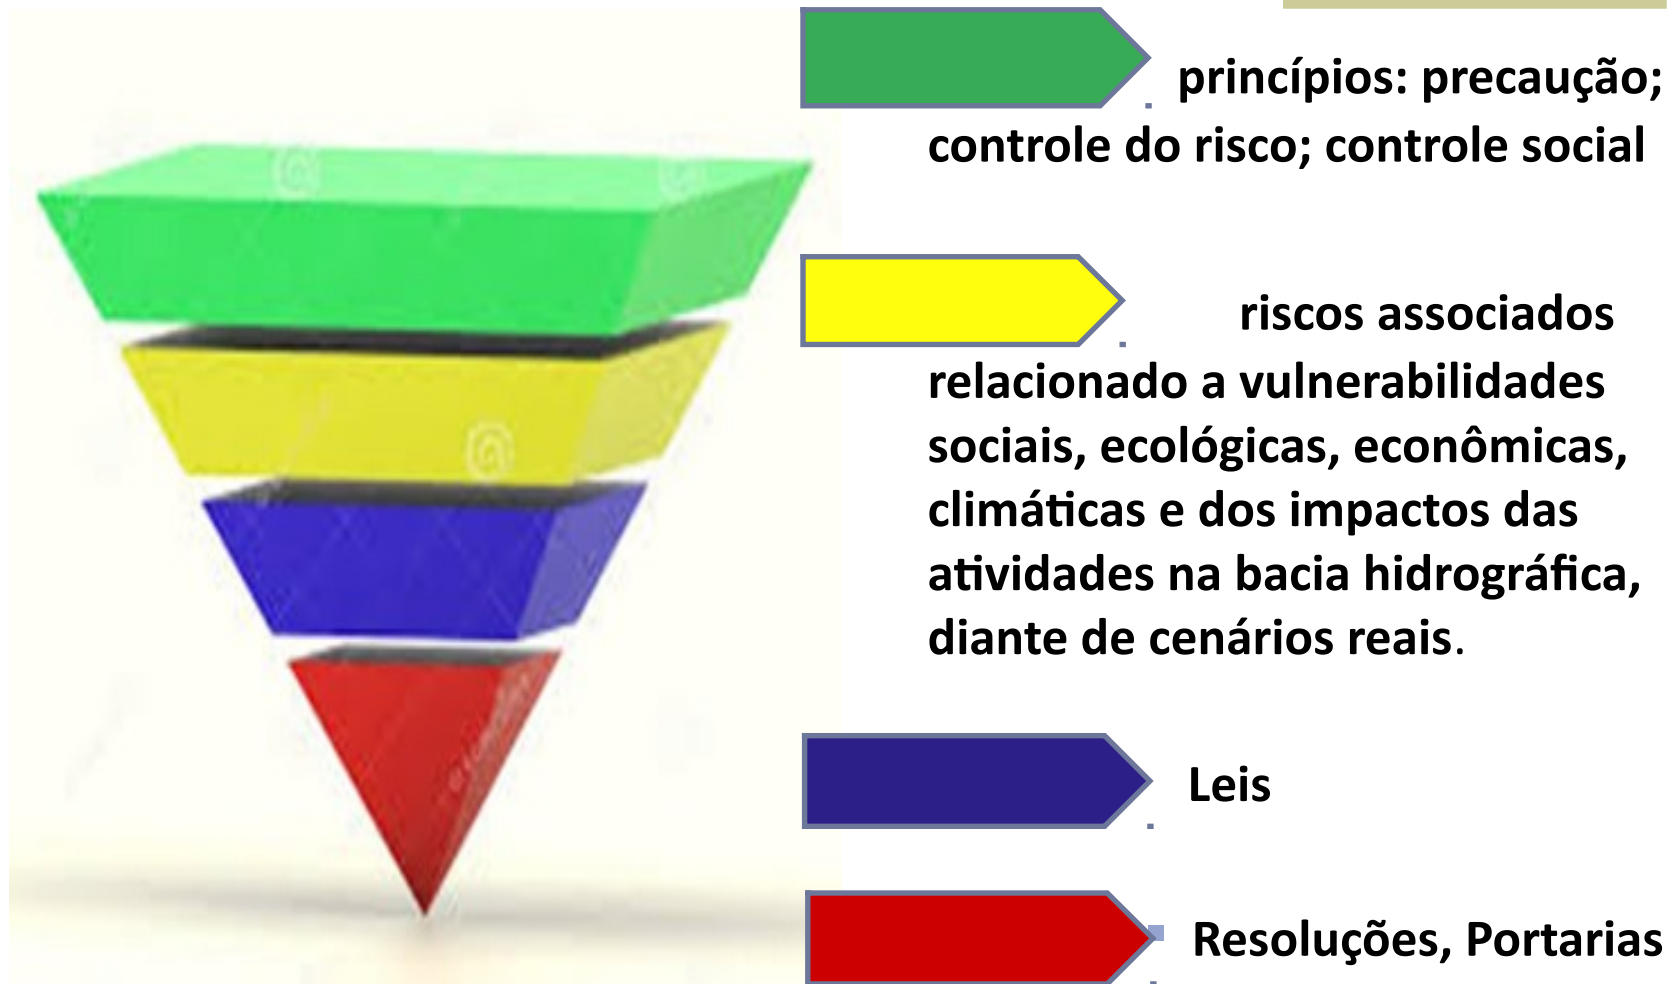 princípios: precaução;
controle do risco; controle social
riscos associados
relacionado a vulnerabilidades
sociais, ecológicas, econômicas,
climáticas e dos impactos das
atividades na bacia hidrográfica,
diante de cenários reais.
Leis
Resoluções, Portarias